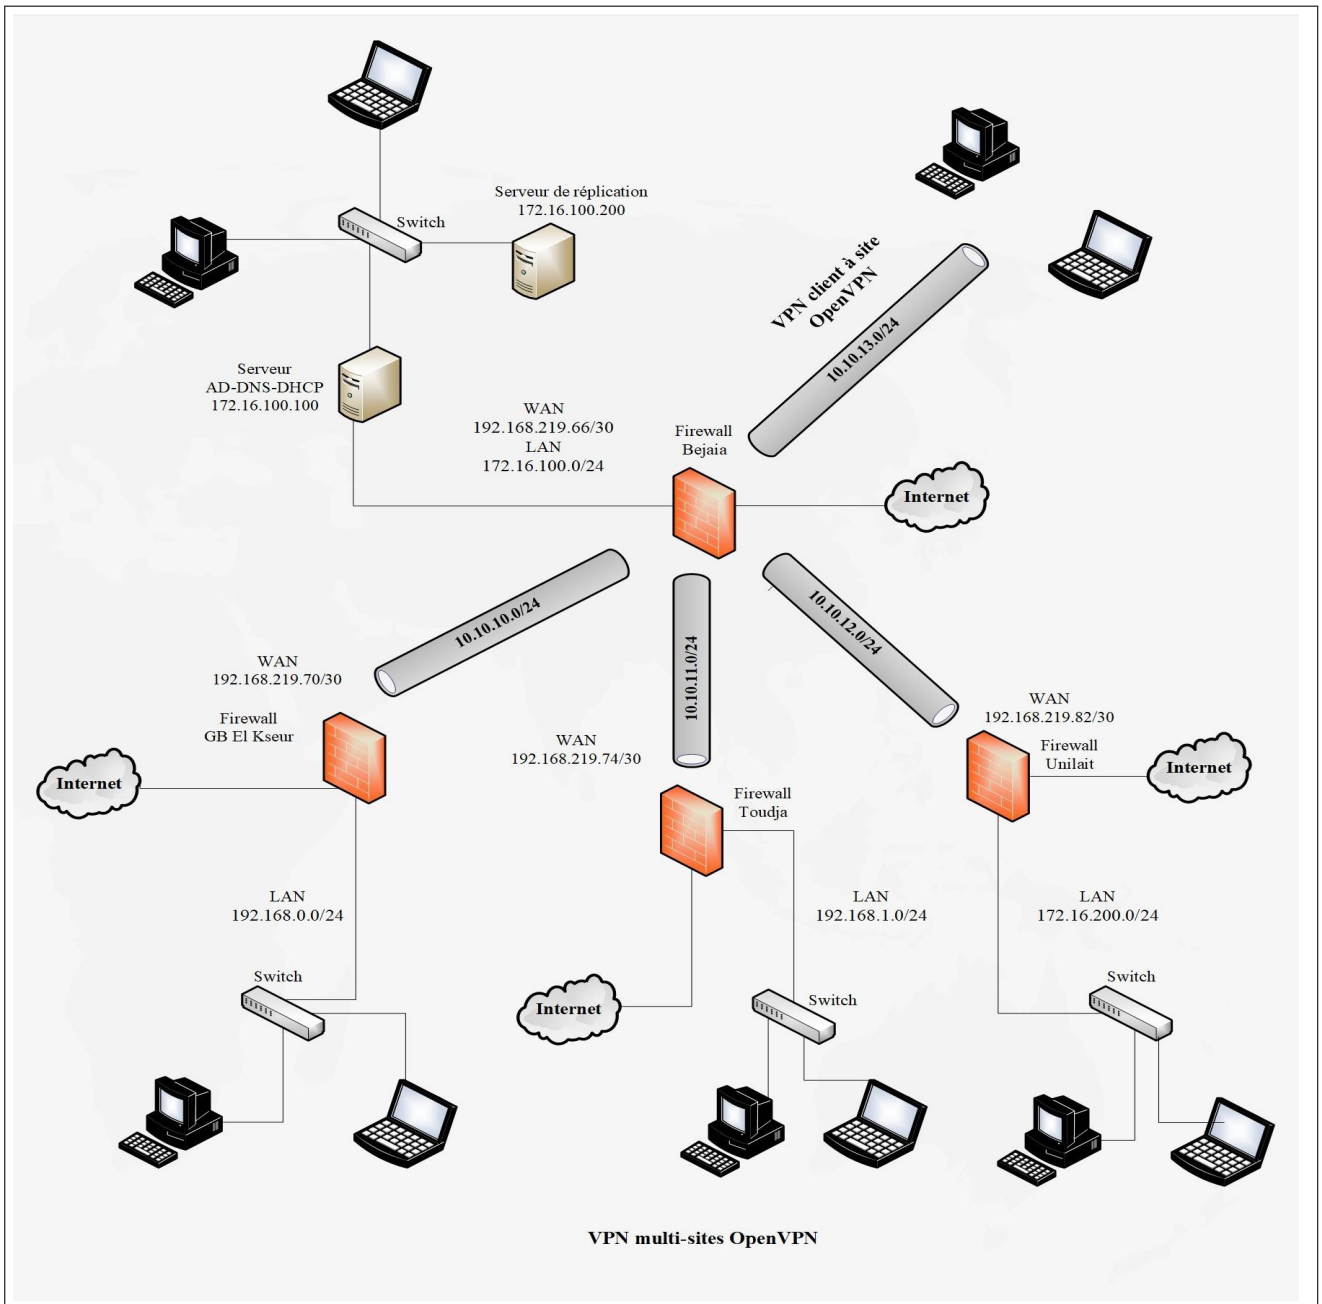 Serveur de réplication
172.16.100.200
Switch
VPN client à site
OpenVPN
10.10.13.0/24
Serveur
AD-DNS-DHCP
172.16.100.100
WAN
192.168.219.66/30
LAN
172.16.100.0/24
Firewall
Bejaia
Internet
10.10.10.0/24
10.10.11.0/24
10.10.12.0/24
WAN
192.168.219.70/30
Firewall
GB El Kseur
Internet
WAN
192.168.219.74/30
Firewall
Toudja
WAN
192.168.219.82/30
Firewall
Unilait
Internet
LAN
192.168.0.0/24
LAN
192.168.1.0/24
LAN
172.16.200.0/24
Switch
Internet
Switch
Switch
VPN multi-sites OpenVPN